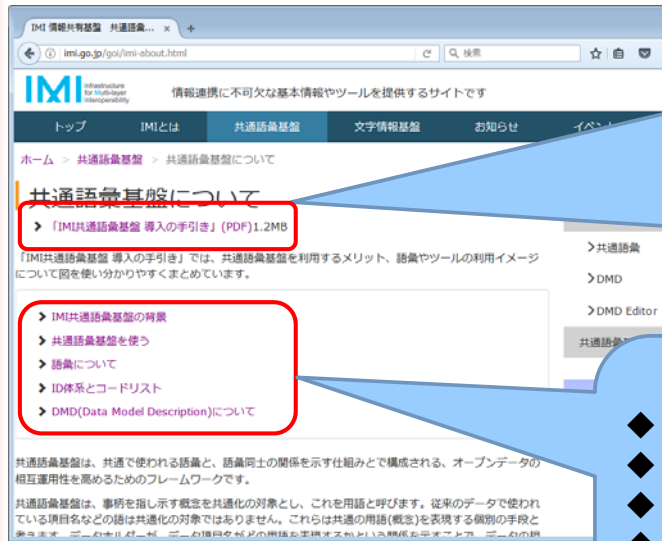 IMI 情報共有基盤 共通語彙... × +
imi.go.jp/goi/imi-about.html
検索
IMI Infrastructure for Multi-layer Interoperability
情報連携に不可欠な基本情報やツールを提供するサイトです
トップ IMIとは 共通語彙基盤 文字情報基盤 お知らせ
ホーム > 共通語彙基盤 > 共通語彙基盤について
共通語彙基盤について
> 「IMI共通語彙基盤 導入の手引き」(PDF)1.2MB
「IMI共通語彙基盤 導入の手引き」では、共通語彙基盤を利用するメリット、語彙やツールの利用イメージ
について図を使い分かりやすくまとめています。
> IMI共通語彙基盤の背景
> 共通語彙基盤を使う
> 語彙について
> ID体系とコードリスト
> DMD(Data Model Description)について
>共通語彙
>DMD
>DMD Editor
共通語彙
◆
◆
◆
◆
共通語彙基盤は、共通で使われる語彙と、語彙同士の関係を示す仕組みとで構成される、オープンデータの
相互運用性を高めるためのフレームワークです。
共通語彙基盤は、事柄を指し示す概念を共通化の対象とし、これを用語と呼びます。従来のデータで使われ
ている項目名などの語は共通化の対象ではありません。これらは共通の用語(概念)を表現する個別の手段と